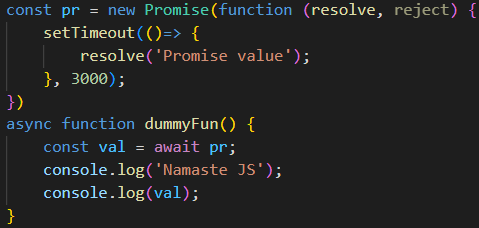 const pr = new Promise(function (resolve, reject) {
    setTimeout(()=> {
        resolve('Promise value');
    }, 3000);
})
async function dummyFun() {
    const val = await pr;
    console.log('Namaste JS');
    console.log(val);
}